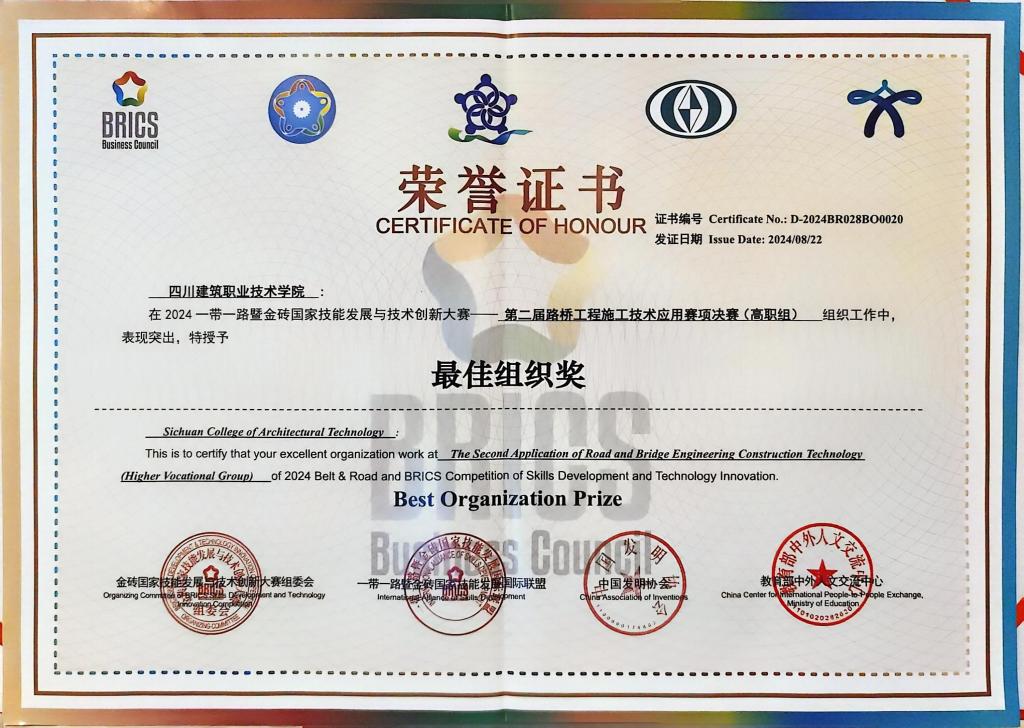 BRICS
Business Council
荣誉证书
CERTIFICATE OF HONOUR
证书编号 Certificate No.: D-2024BR028BO0020
发证日期 Issue Date: 2024/08/22
四川建筑职业技术学院 ：
在 2024 一带一路暨金砖国家技能发展与技术创新大赛——第二届路桥工程施工技术应用赛项决赛（高职组） 组织工作中，
表现突出，特授予
最佳组织奖
Sichuan College of Architectural Technology :
This is to certify that your excellent organization work at The Second Application of Road and Bridge Engineering Construction Technology
(Higher Vocational Group) of 2024 Belt & Road and BRICS Competition of Skills Development and Technology Innovation.
Best Organization Prize
BRICS
Business Council
金砖国家技能发展与技术创新大赛组委会
Organizing Committee of BRICS Skills Development and Technology
Innovation Competition
一带一路暨金砖国家技能发展国际联盟
International Alliance of Skills Development
中国发明协会
China Association of Inventions
教育部中外人文交流中心
China Center for International People-to-People Exchange,
Ministry of Education